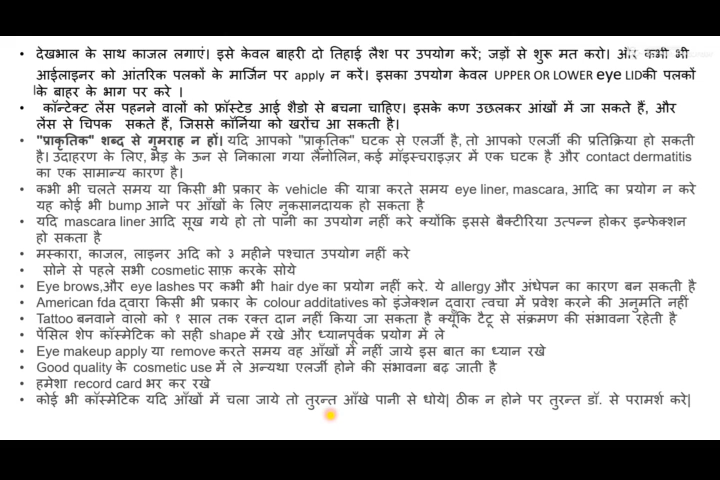 • देखभाल के साथ काजल लगाएं। इसे केवल बाहरी दो तिहाई लैश पर उपयोग करें; जड़ों से शुरू मत करो। और कभी भी
आईलाइनर को आंतरिक पलकों के मार्जिन पर apply न करें। इसका उपयोग केवल UPPER OR LOWER eye LIDकी पलकों
के बाहर के भाग पर करे ।
• कॉन्टेक्ट लेंस पहनने वालों को फ्रॉस्टेड आई शैडो से बचना चाहिए। इसके कण उछलकर आंखों में जा सकते हैं, और
लेंस से चिपक सकते हैं, जिससे कॉर्निया को खरोंच आ सकती है।
• "प्राकृतिक" शब्द से गुमराह न हों। यदि आपको "प्राकृतिक" घटक से एलर्जी है, तो आपको एलर्जी की प्रतिक्रिया हो सकती
है। उदाहरण के लिए, भेड़ के ऊन से निकाला गया लैनोलिन, कई मॉइस्चराइज़र में एक घटक है और contact dermatitis
का एक सामान्य कारण है।
• कभी भी चलते समय या किसी भी प्रकार के vehicle की यात्रा करते समय eye liner, mascara, आदि का प्रयोग न करे
यह कोई भी bump आने पर आँखों के लिए नुकसानदायक हो सकता है
• यदि mascara liner आदि सूख गये हो तो पानी का उपयोग नहीं करे क्योंकि इससे बैक्टीरिया उत्पन्न होकर इन्फेक्शन
हो सकता है
• मस्कारा, काजल, लाइनर अदि को ३ महीने पश्चात उपयोग नहीं करे
• सोने से पहले सभी cosmetic साफ़ करके सोये
• Eye brows,और eye lashes पर कभी भी hair dye का प्रयोग नहीं करे. ये allergy और अंधेपन का कारण बन सकती है
• American fda द्वारा किसी भी प्रकार के colour additatives को इंजेक्शन द्वारा त्वचा में प्रवेश करने की अनुमति नहीं
• Tattoo बनवाने वालो को १ साल तक रक्त दान नहीं किया जा सकता है क्यूँकि टैटू से संक्रमण की संभावना रहेती है
• पेंसिल शेप कॉस्मेटिक को सही shape में रखे और ध्यानपूर्वक प्रयोग में ले
• Eye makeup apply या remove करते समय वह आँखों में नहीं जाये इस बात का ध्यान रखे
• Good quality के cosmetic use में ले अन्यथा एलर्जी होने की संभावना बढ़ जाती है
• हमेशा record card भर कर रखे
• कोई भी कॉस्मेटिक यदि आँखों में चला जाये तो तुरन्त आँखे पानी से धोये| ठीक न होने पर तुरन्त डॉ. से परामर्श करे|